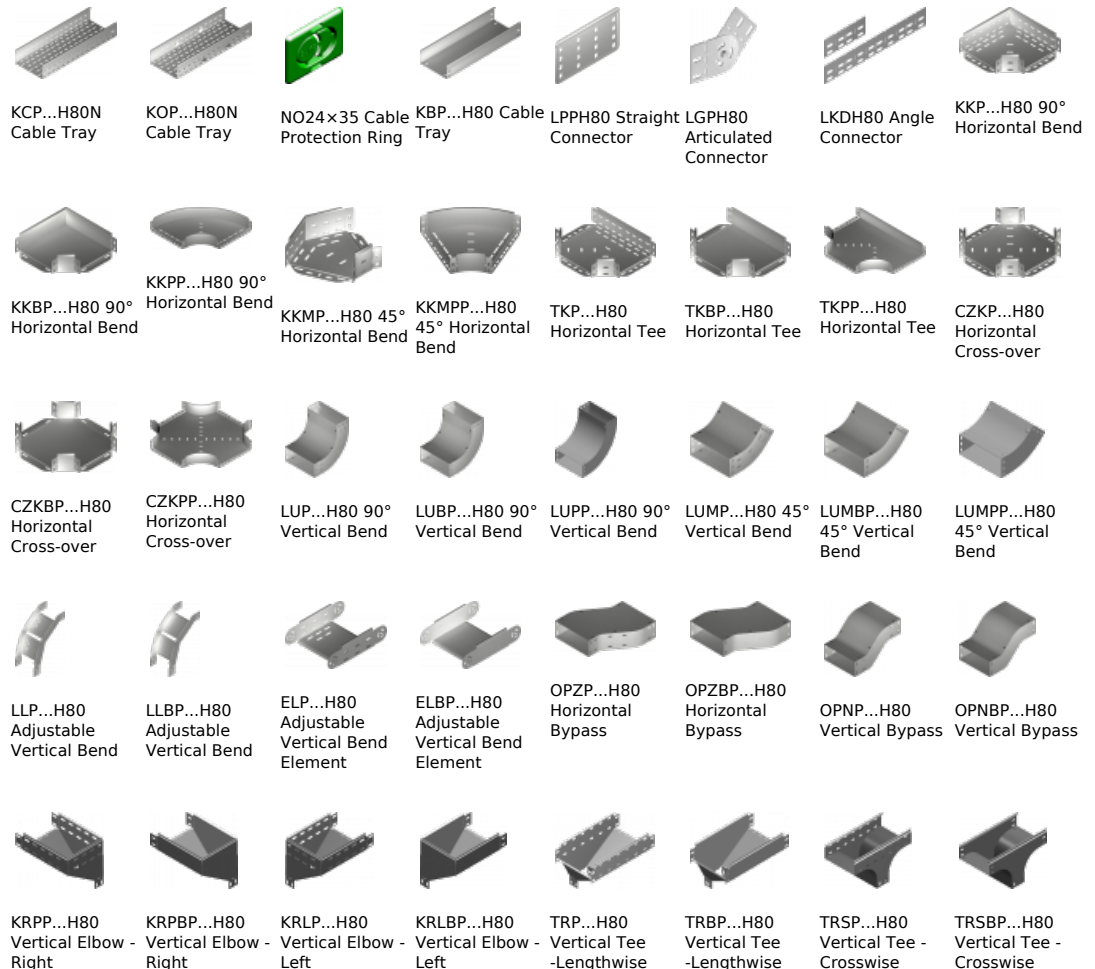 KCP...H80N
Cable Tray
KOP...H80N
Cable Tray
NO24×35 Cable
Protection Ring
KBP...H80 Cable
Tray
LPPH80 Straight
Connector
LGPH80
Articulated
Connector
LKDH80 Angle
Connector
KKP...H80 90°
Horizontal Bend
KKBP...H80 90°
Horizontal Bend
KKPP...H80 90°
Horizontal Bend
KKMP...H80 45°
Horizontal Bend
KKMPP...H80
45° Horizontal
Bend
TKP...H80
Horizontal Tee
TKBP...H80
Horizontal Tee
TKPP...H80
Horizontal Tee
CZKP...H80
Horizontal
Cross-over
CZKBP...H80
Horizontal
Cross-over
CZKPP...H80
Horizontal
Cross-over
LUP...H80 90°
Vertical Bend
LUBP...H80 90°
Vertical Bend
LUPP...H80 90°
Vertical Bend
LUMP...H80 45°
Vertical Bend
LUMBP...H80
45° Vertical
Bend
LUMPP...H80
45° Vertical
Bend
LLP...H80
Adjustable
Vertical Bend
LLBP...H80
Adjustable
Vertical Bend
ELP...H80
Adjustable
Vertical Bend
Element
ELBP...H80
Adjustable
Vertical Bend
Element
OPZP...H80
Horizontal
Bypass
OPZBP...H80
Horizontal
Bypass
OPNP...H80
Vertical Bypass
OPNBP...H80
Vertical Bypass
KRPP...H80
Vertical Elbow -
Right
KRPBP...H80
Vertical Elbow -
Right
KRLP...H80
Vertical Elbow -
Left
KRLBP...H80
Vertical Elbow -
Left
TRP...H80
Vertical Tee
-Lengthwise
TRBP...H80
Vertical Tee
-Lengthwise
TRSP...H80
Vertical Tee -
Crosswise
TRSBP...H80
Vertical Tee -
Crosswise